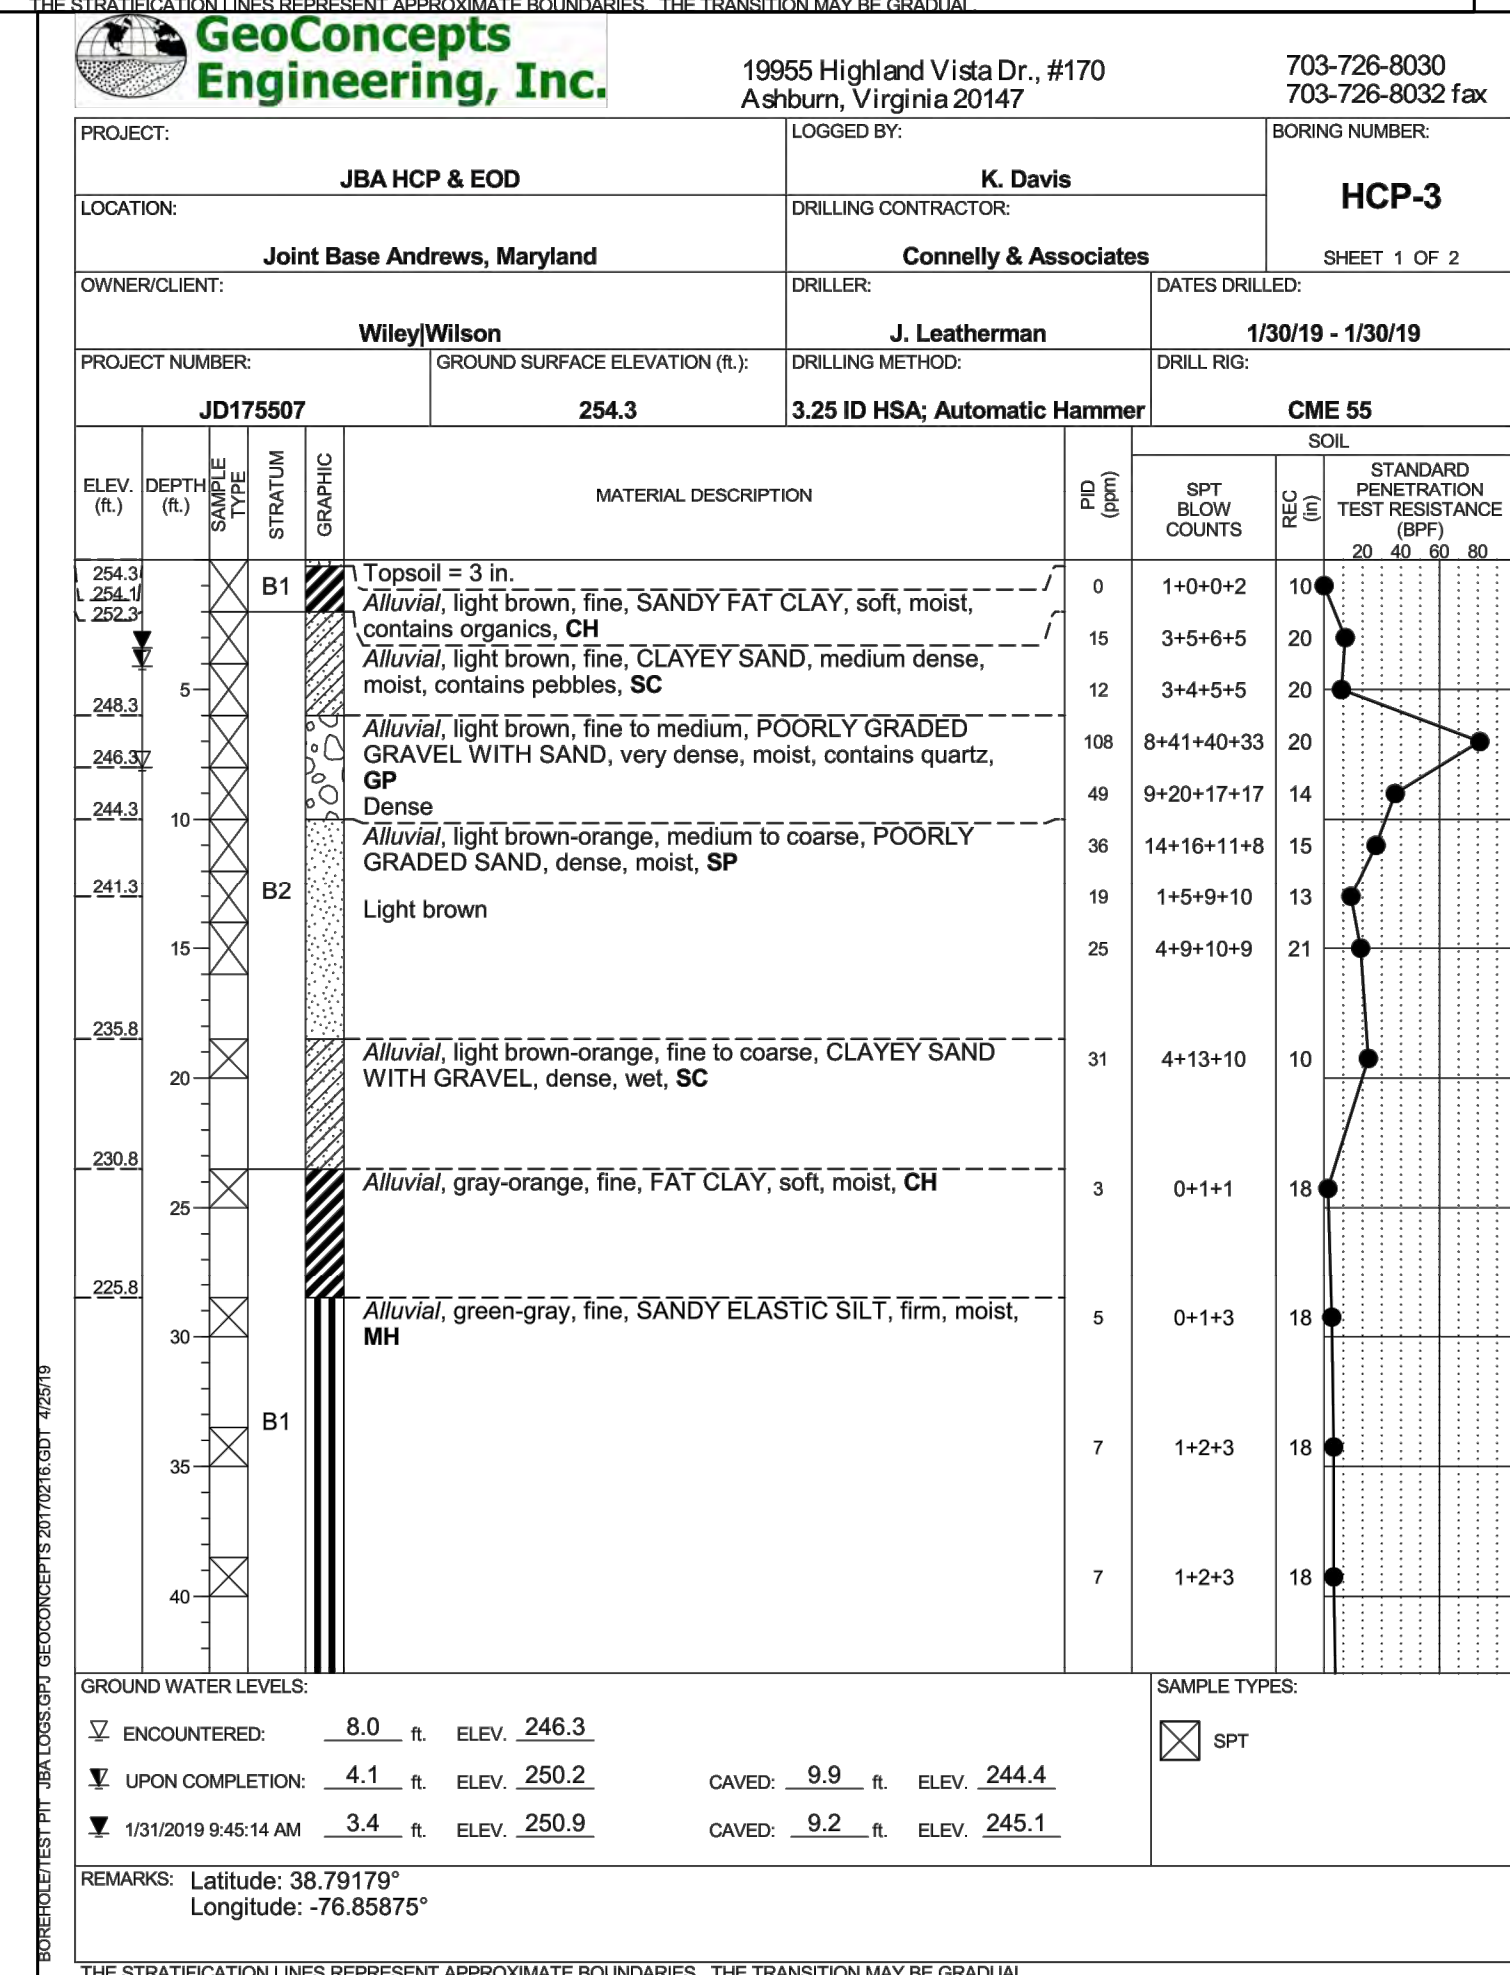 THE STRATIFICATION LINES REPRESENT APPROXIMATE BOUNDARIES. THE TRANSITION MAY BE GRADUAL.
GeoConcepts
Engineering, Inc.
19955 Highland Vista Dr., #170
Ashburn, Virginia 20147
703-726-8030
703-726-8032 fax
PROJECT:
JBA HCP & EOD
LOGGED BY:
K. Davis
BORING NUMBER:
HCP-3
SHEET 1 OF 2
LOCATION:
Joint Base Andrews, Maryland
DRILLING CONTRACTOR:
Connelly & Associates
OWNER/CLIENT:
Wiley|Wilson
DRILLER:
J. Leatherman
DATES DRILLED:
1/30/19 - 1/30/19
PROJECT NUMBER:
JD175507
GROUND SURFACE ELEVATION (ft.):
254.3
DRILLING METHOD:
3.25 ID HSA; Automatic Hammer
DRILL RIG:
CME 55
ELEV. (ft.)
DEPTH (ft.)
SAMPLE TYPE
STRATUM
GRAPHIC
MATERIAL DESCRIPTION
PID (ppm)
SOIL
SPT BLOW COUNTS
REC (in)
STANDARD PENETRATION TEST RESISTANCE (BPF)
20 40 60 80
254.3
254.1
252.3
B1
Topsoil = 3 in.
Alluvial, light brown, fine, SANDY FAT CLAY, soft, moist,
contains organics, CH
0 1+0+0+2 10
Alluvial, light brown, fine, CLAYEY SAND, medium dense,
moist, contains pebbles, SC
15 3+5+6+5 20
5
12 3+4+5+5 20
248.3
Alluvial, light brown, fine to medium, POORLY GRADED
GRAVEL WITH SAND, very dense, moist, contains quartz,
GP
108 8+41+40+33 20
246.3
Dense
49 9+20+17+17 14
244.3
10
Alluvial, light brown-orange, medium to coarse, POORLY
GRADED SAND, dense, moist, SP
36 14+16+11+8 15
241.3
B2
Light brown
19 1+5+9+10 13
15
25 4+9+10+9 21
235.8
Alluvial, light brown-orange, fine to coarse, CLAYEY SAND
WITH GRAVEL, dense, wet, SC
31 4+13+10 10
20
230.8
Alluvial, gray-orange, fine, FAT CLAY, soft, moist, CH
3 0+1+1 18
25
225.8
Alluvial, green-gray, fine, SANDY ELASTIC SILT, firm, moist,
MH
5 0+1+3 18
30
B1
7 1+2+3 18
35
7 1+2+3 18
40
GROUND WATER LEVELS:
ENCOUNTERED: 8.0 ft. ELEV. 246.3
UPON COMPLETION: 4.1 ft. ELEV. 250.2 CAVED: 9.9 ft. ELEV. 244.4
1/31/2019 9:45:14 AM 3.4 ft. ELEV. 250.9 CAVED: 9.2 ft. ELEV. 245.1
SAMPLE TYPES:
SPT
REMARKS: Latitude: 38.79179°
Longitude: -76.85875°
BOREHOLE/TEST PIT JBA LOGS.GPJ GEOCONCEPTS 20170216.GDT 4/25/19
THE STRATIFICATION LINES REPRESENT APPROXIMATE BOUNDARIES. THE TRANSITION MAY BE GRADUAL.